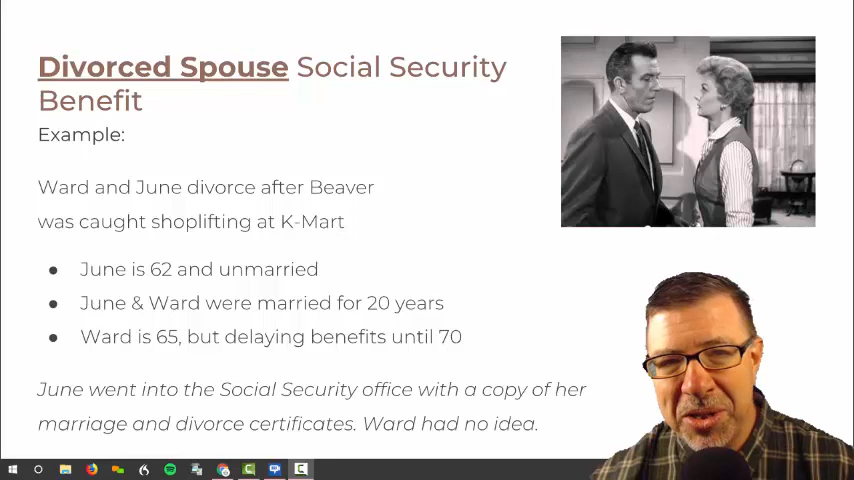 Divorced Spouse Social Security
Benefit
Example:
Ward and June divorce after Beaver
was caught shoplifting at K-Mart
● June is 62 and unmarried
● June & Ward were married for 20 years
● Ward is 65, but delaying benefits until 70
June went into the Social Security office with a copy of her
marriage and divorce certificates. Ward had no idea.